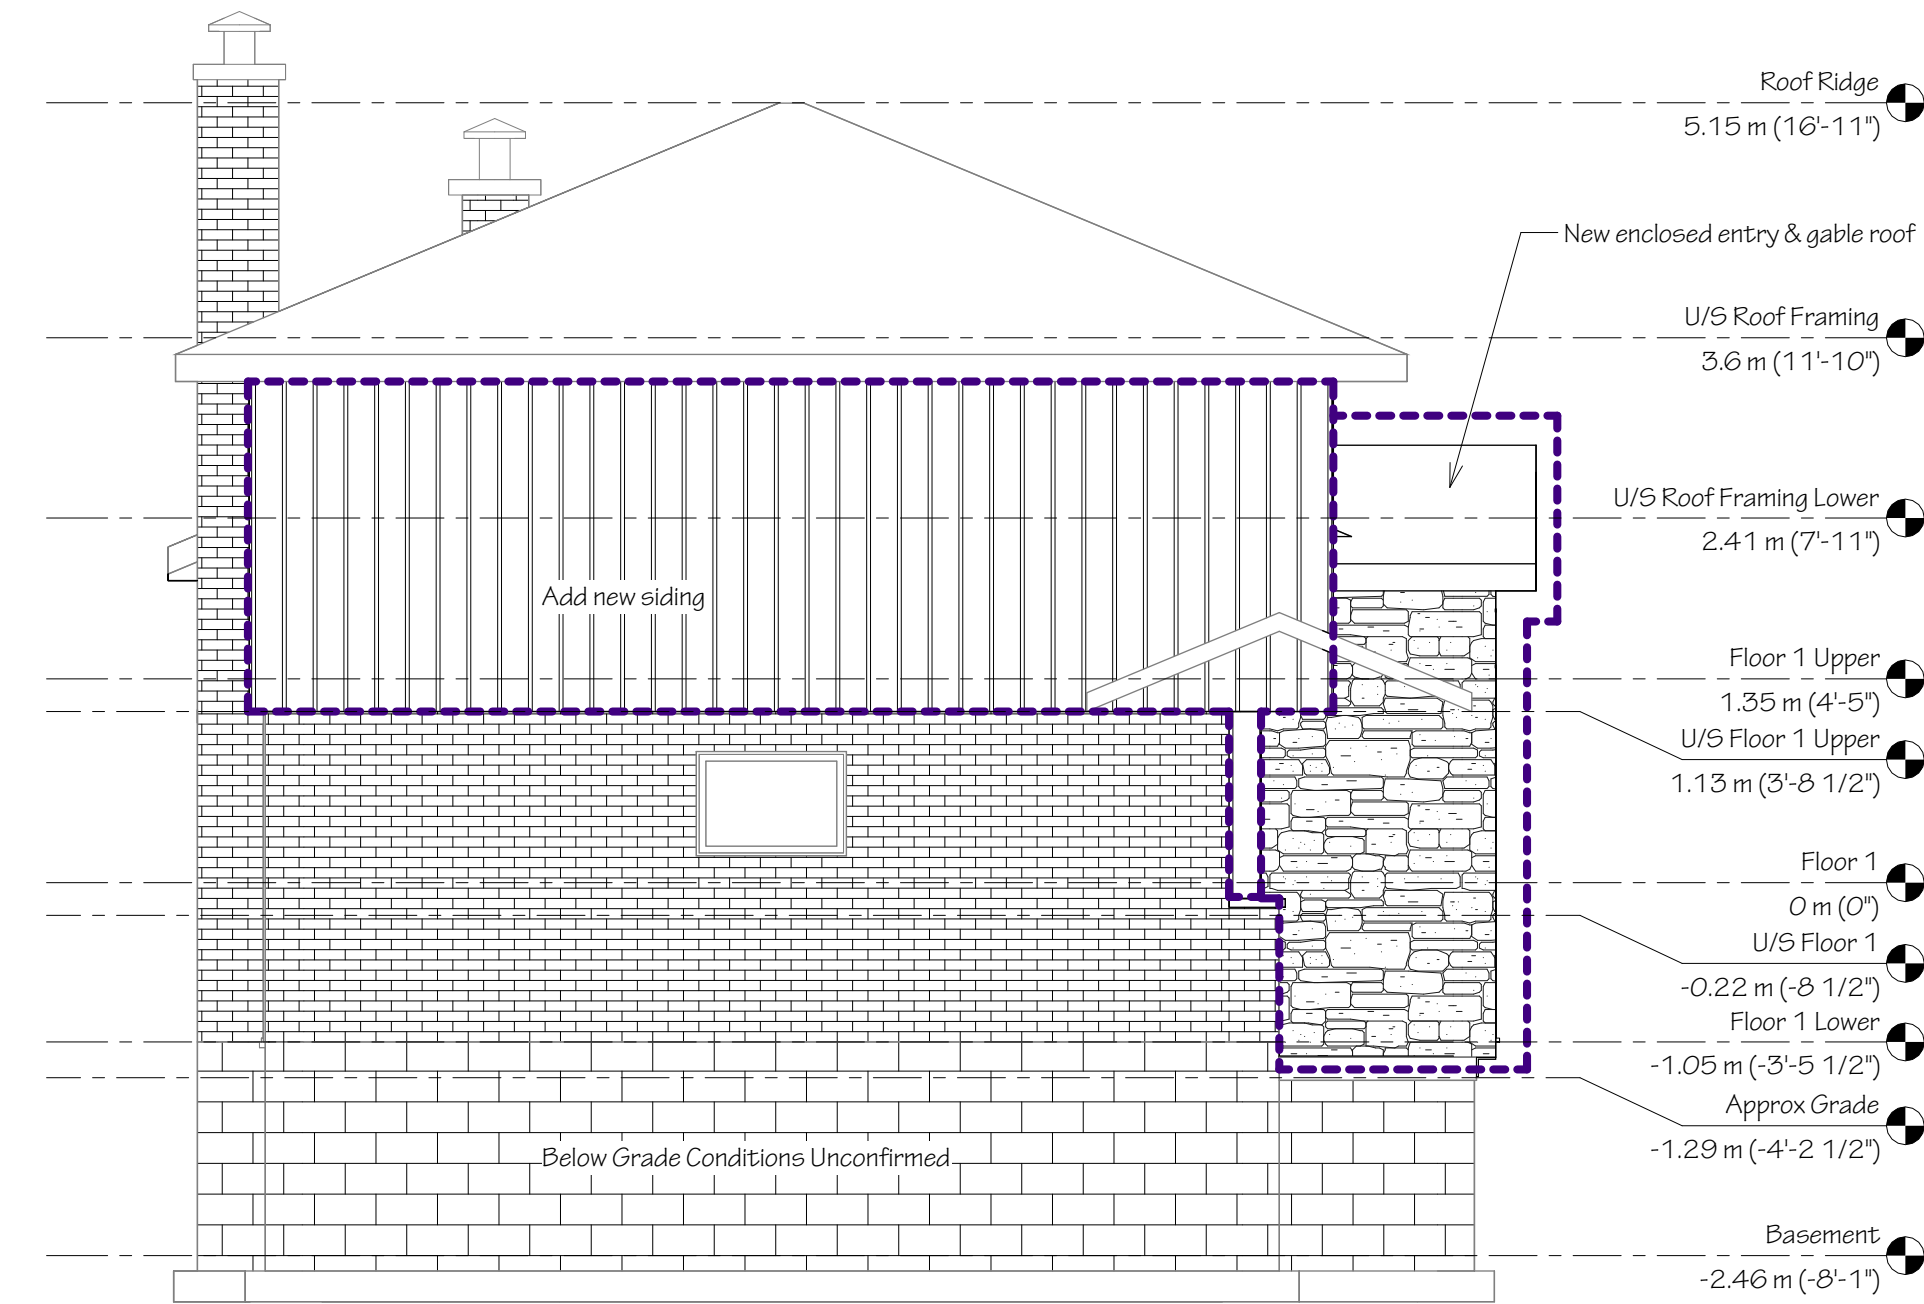 Roof Ridge
5.15 m (16'-11")
New enclosed entry & gable roof
U/S Roof Framing
3.6 m (11'-10")
U/S Roof Framing Lower
2.41 m (7'-11")
Add new siding
Floor 1 Upper
1.35 m (4'-5")
U/S Floor 1 Upper
1.13 m (3'-8 1/2")
Floor 1
0 m (0")
U/S Floor 1
-0.22 m (-8 1/2")
Floor 1 Lower
-1.05 m (-3'-5 1/2")
Approx Grade
-1.29 m (-4'-2 1/2")
Below Grade Conditions Unconfirmed
Basement
-2.46 m (-8'-1")